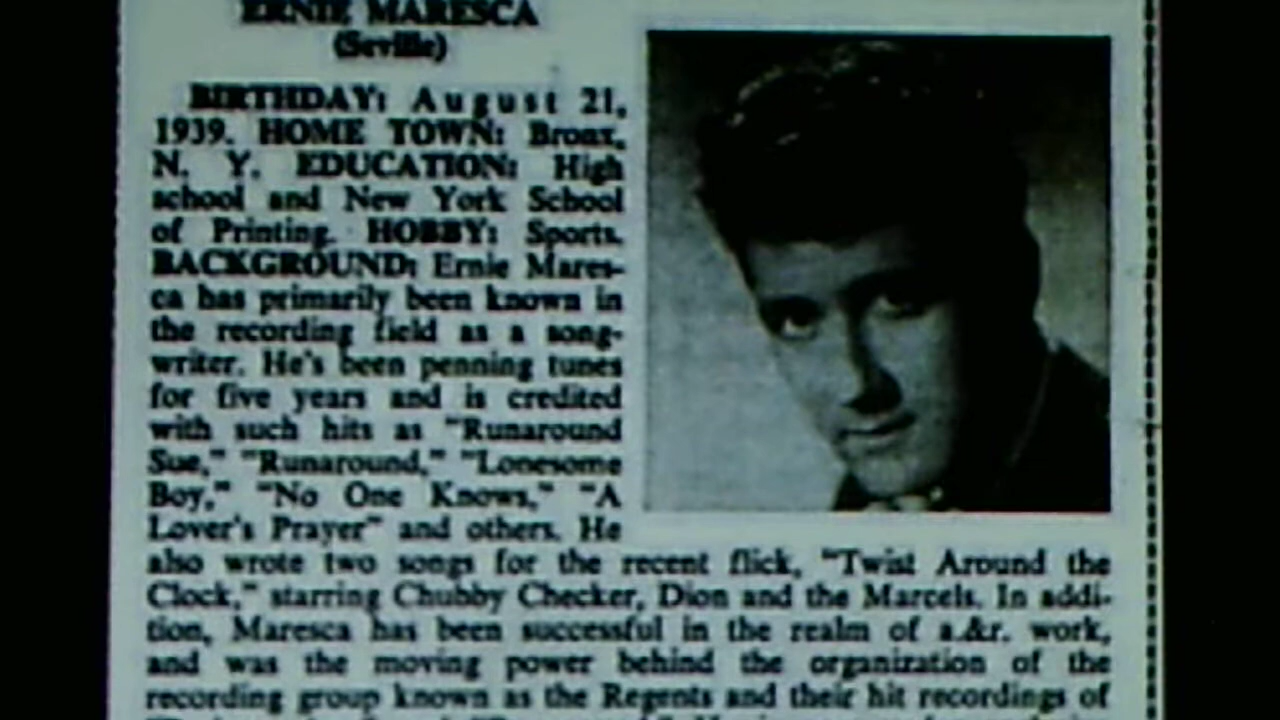 ERNIE MARESCA
(Seville)
BIRTHDAY: August 21,
1939. HOME TOWN: Bronx,
N. Y. EDUCATION: High
school and New York School
of Printing. HOBBY: Sports.
BACKGROUND: Ernie Mares-
ca has primarily been known in
the recording field as a song-
writer. He's been penning tunes
for five years and is credited
with such hits as "Runaround
Sue," "Runaround," "Lonesome
Boy," "No One Knows," "A
Lover's Prayer" and others. He
also wrote two songs for the recent flick, "Twist Around the
Clock," starring Chubby Checker, Dion and the Marcels. In addi-
tion, Maresca has been successful in the realm of a.&r. work,
and was the moving power behind the organization of the
recording group known as the Regents and their hit recordings of